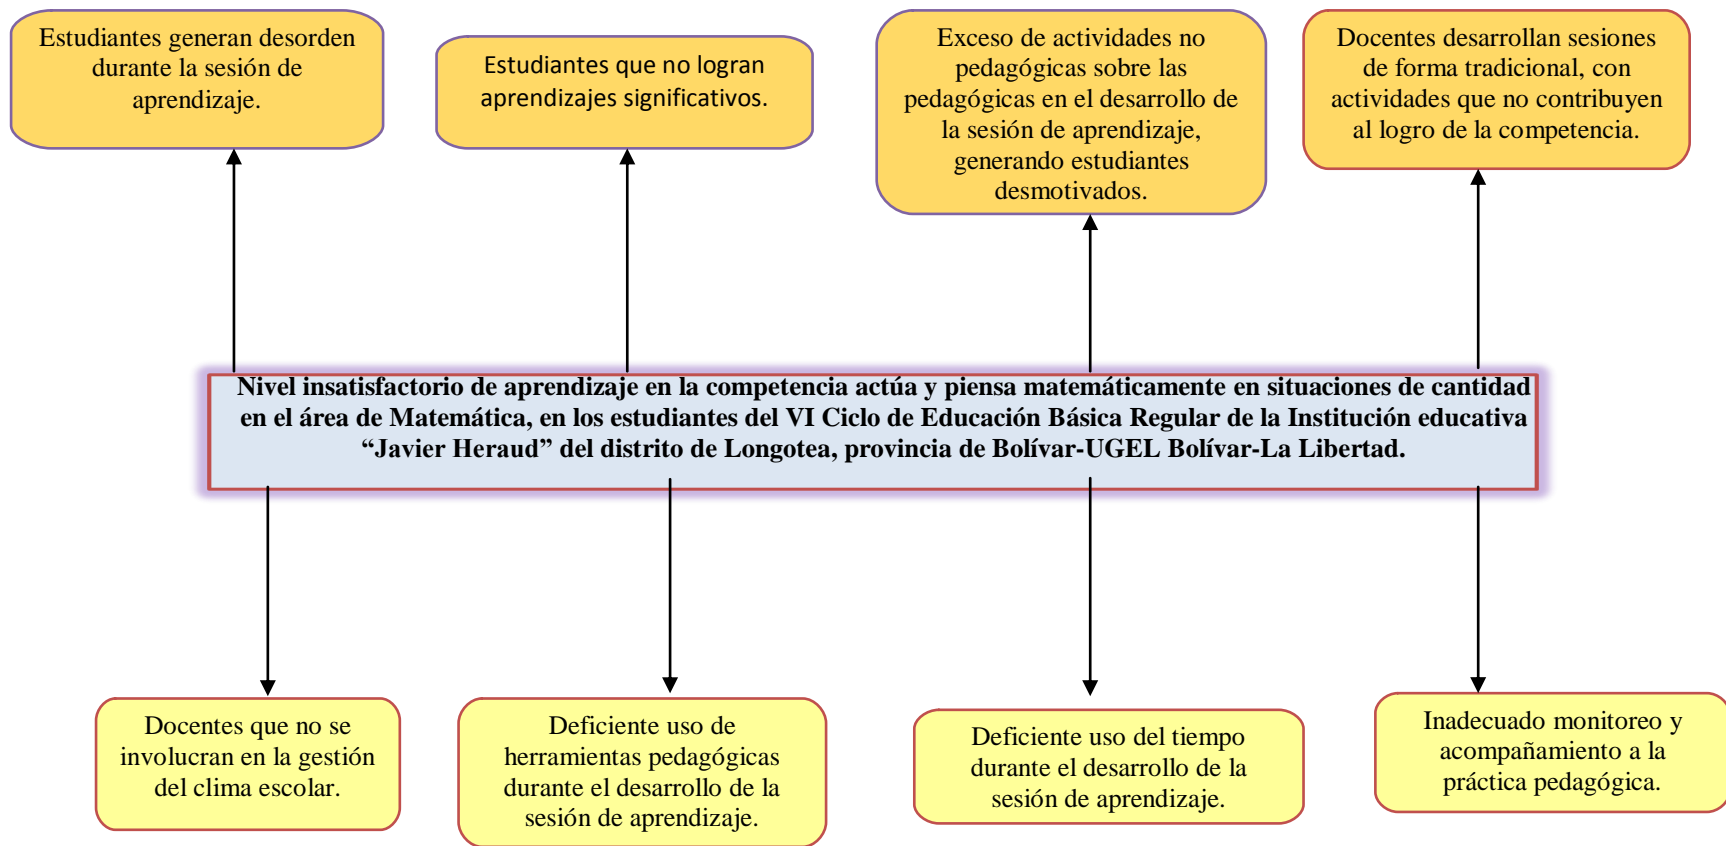 Estudiantes generan desorden
durante la sesión de
aprendizaje.
Estudiantes que no logran
aprendizajes significativos.
Exceso de actividades no
pedagógicas sobre las
pedagógicas en el desarrollo de
la sesión de aprendizaje,
generando estudiantes
desmotivados.
Docentes desarrollan sesiones
de forma tradicional, con
actividades que no contribuyen
al logro de la competencia.
Nivel insatisfactorio de aprendizaje en la competencia actúa y piensa matemáticamente en situaciones de cantidad
en el área de Matemática, en los estudiantes del VI Ciclo de Educación Básica Regular de la Institución educativa
“Javier Heraud” del distrito de Longotea, provincia de Bolívar-UGEL Bolívar-La Libertad.
Docentes que no se
involucran en la gestión
del clima escolar.
Deficiente uso de
herramientas pedagógicas
durante el desarrollo de la
sesión de aprendizaje.
Deficiente uso del tiempo
durante el desarrollo de la
sesión de aprendizaje.
Inadecuado monitoreo y
acompañamiento a la
práctica pedagógica.